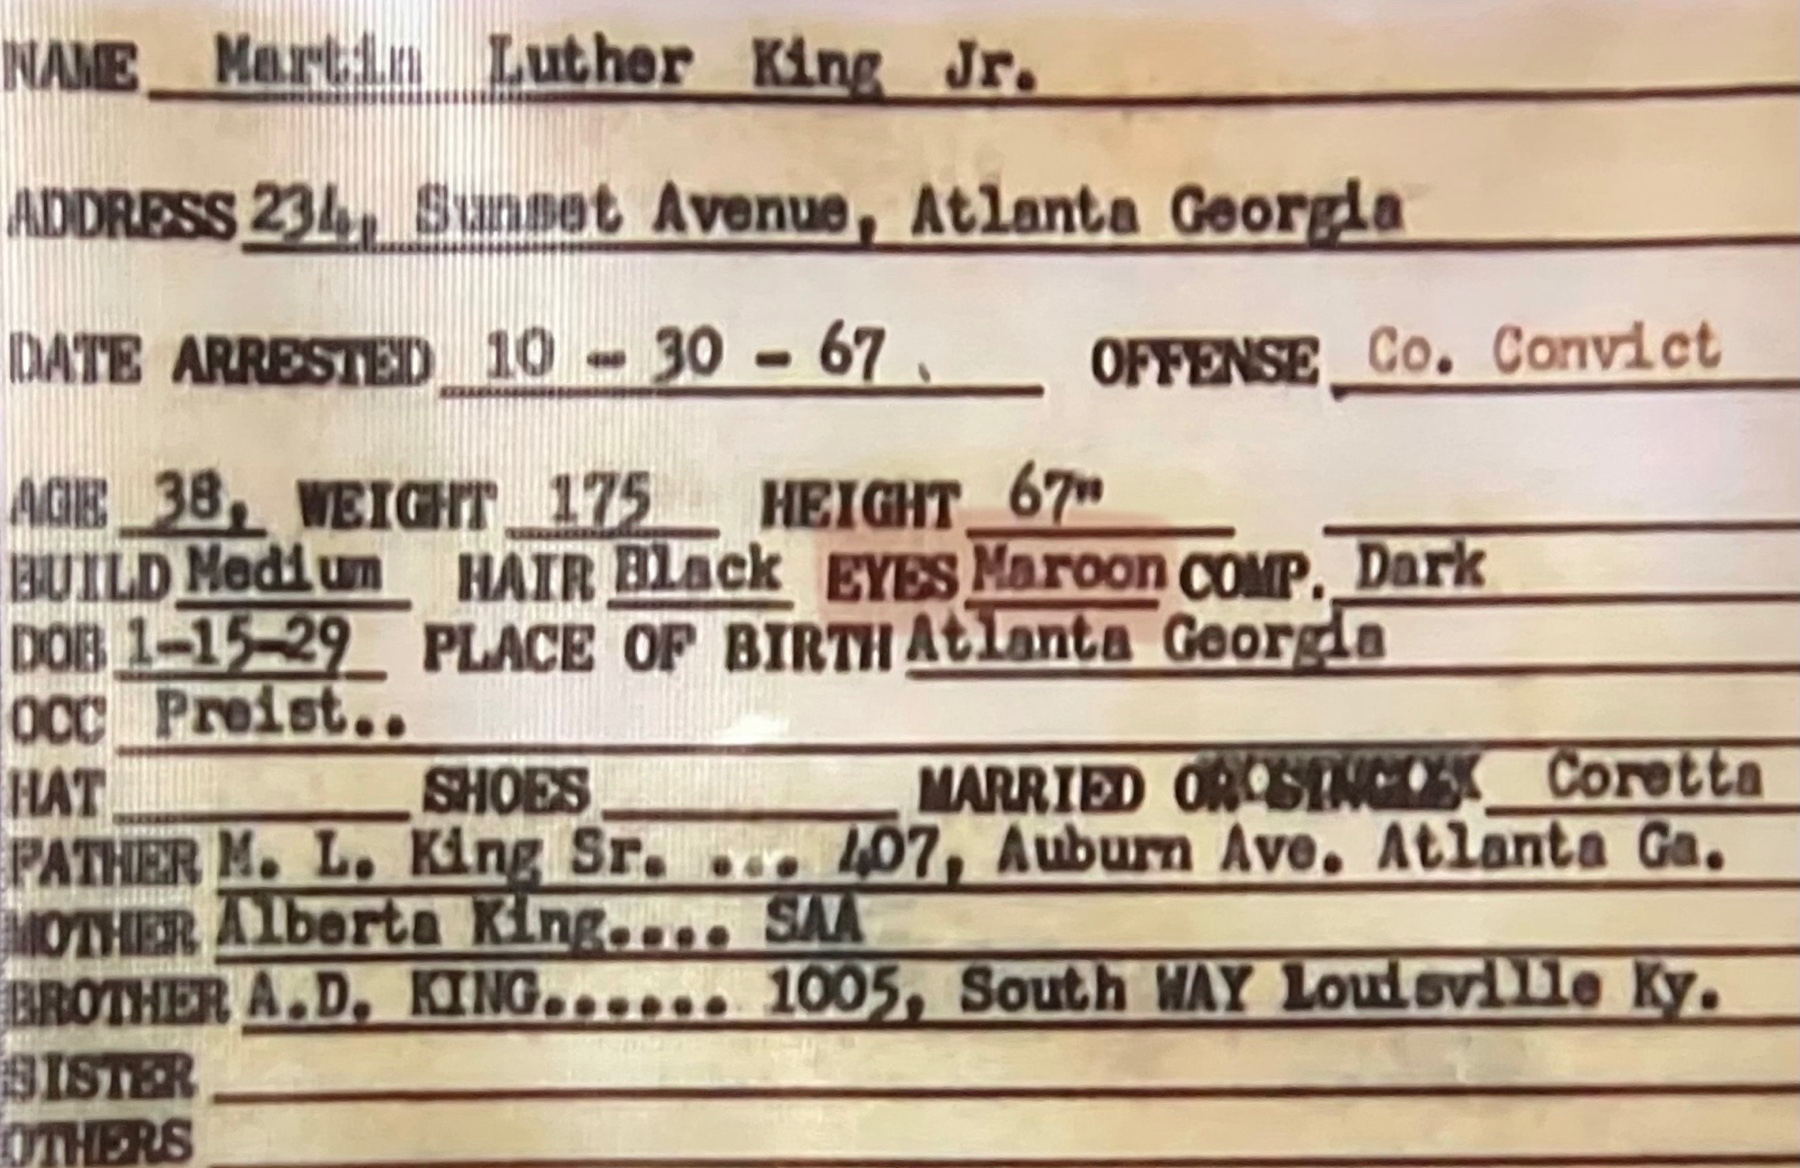 NAME Martin Luther King Jr.
ADDRESS 234, Sunset Avenue, Atlanta Georgia
DATE ARRESTED 10 - 30 - 67. OFFENSE Co. Convict
AGE 38, WEIGHT 175 HEIGHT 67"
BUILD Medium HAIR Black EYES Maroon COMP. Dark
DOB 1-15-29 PLACE OF BIRTH Atlanta Georgia
OCC Preist..
HAT SHOES MARRIED OR SINGLE Coretta
FATHER M. L. King Sr. ... 407, Auburn Ave. Atlanta Ga.
MOTHER Alberta King.... SAA
BROTHER A.D. KING...... 1005, South WAY Louisville Ky.
SISTER
OTHERS